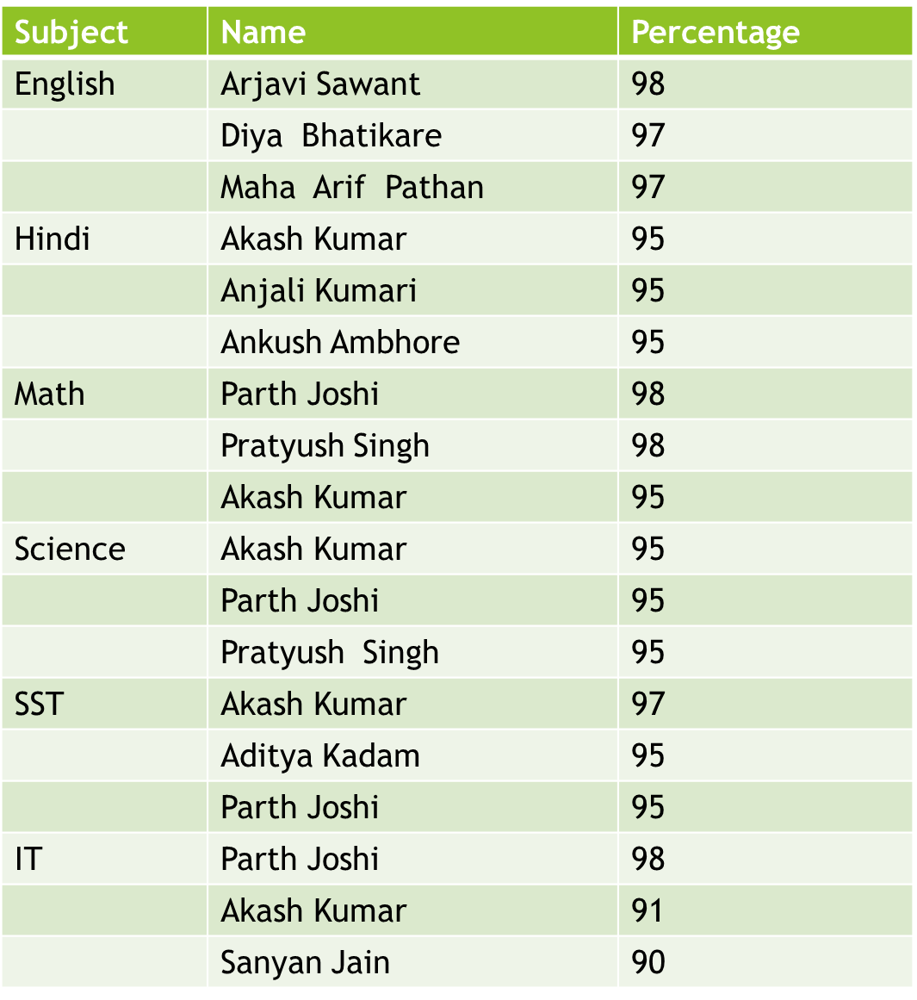 Subject Name Percentage
English Arjavi Sawant 98
Diya Bhatikare 97
Maha Arif Pathan 97
Hindi Akash Kumar 95
Anjali Kumari 95
Ankush Ambhore 95
Math Parth Joshi 98
Pratyush Singh 98
Akash Kumar 95
Science Akash Kumar 95
Parth Joshi 95
Pratyush Singh 95
SST Akash Kumar 97
Aditya Kadam 95
Parth Joshi 95
IT Parth Joshi 98
Akash Kumar 91
Sanyan Jain 90